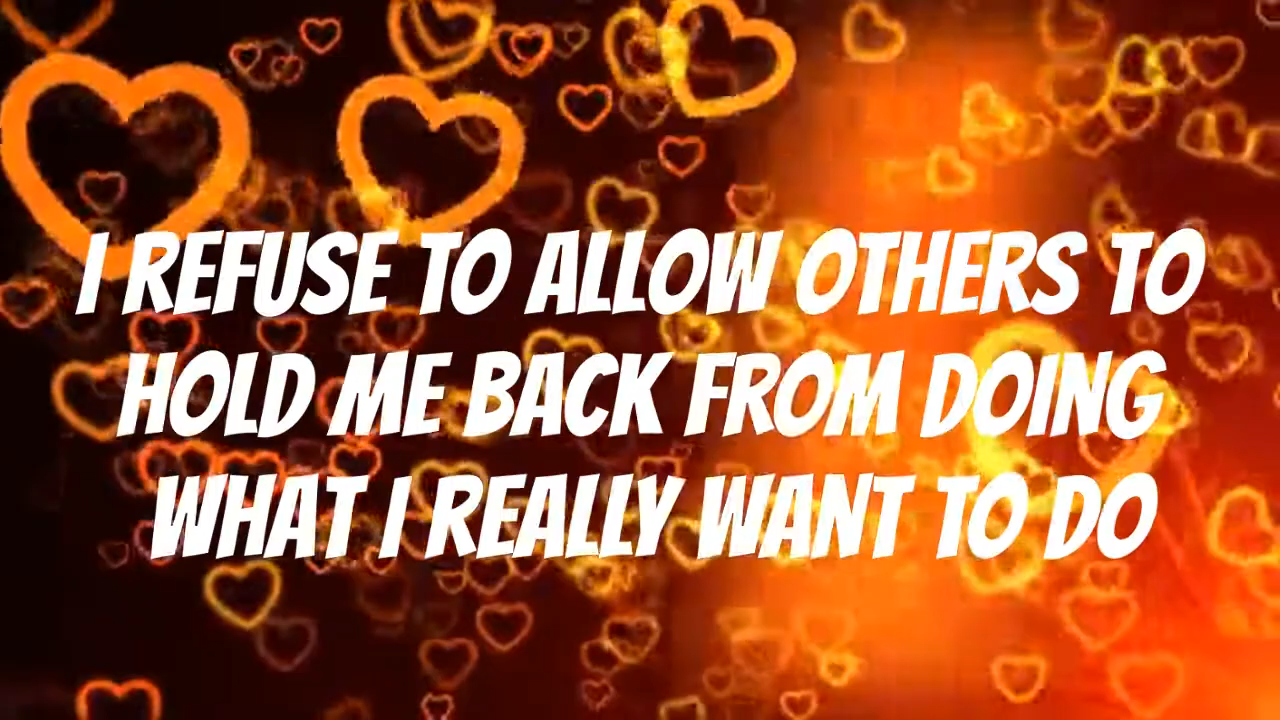 I REFUSE TO ALLOW OTHERS TO
HOLD ME BACK FROM DOING
WHAT I REALLY WANT TO DO